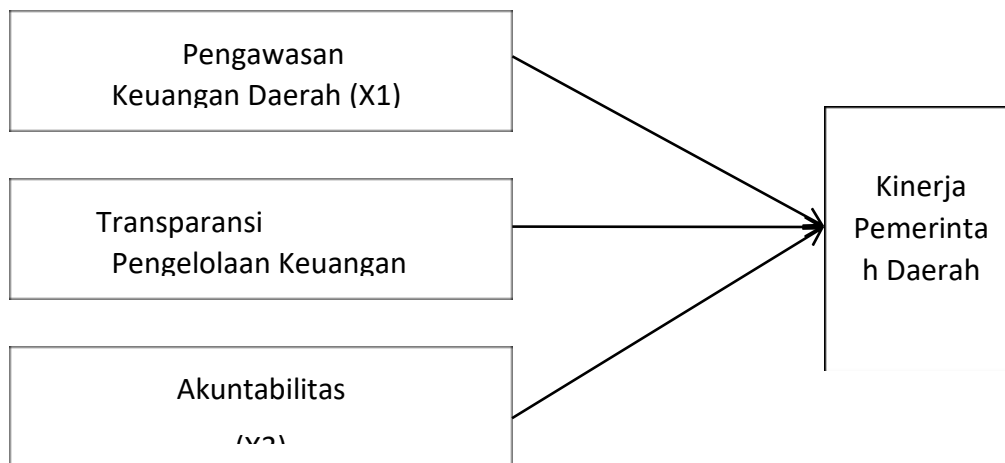 Pengawasan
Keuangan Daerah (X1)
Transparansi
Pengelolaan Keuangan
Akuntabilitas
Kinerja
Pemerinta
h Daerah